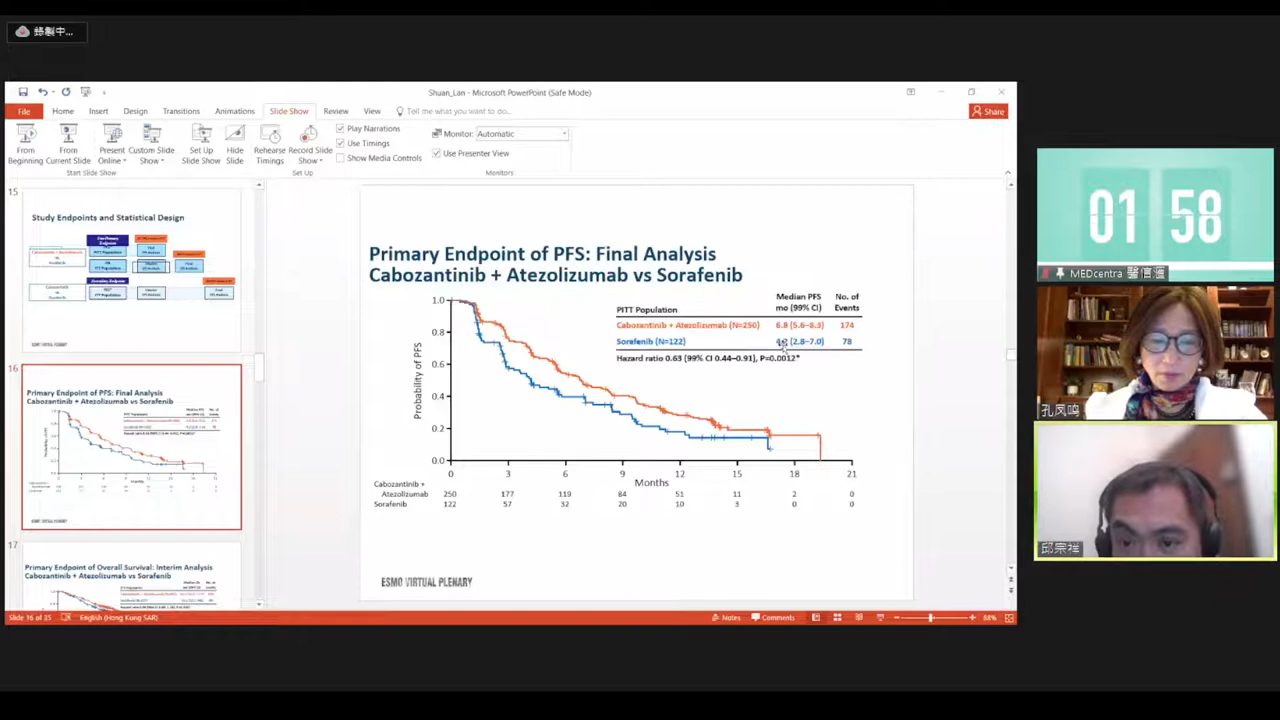 錄製中...
Shuan_Lan - Microsoft PowerPoint (Safe Mode)
File Home Insert Design Transitions Animations Slide Show Review View Tell me what you want to do... Share
From Beginning
From Current Slide
Present Online
Custom Slide Show
Set Up Slide Show
Hide Slide
Rehearse Timings
Record Slide Show
Play Narrations
Use Timings
Show Media Controls
Monitor: Automatic
Use Presenter View
Start Slide Show
Set Up
Monitors
15
Study Endpoints and Statistical Design
16
Primary Endpoint of PFS: Final Analysis
Cabozantinib + Atezolizumab vs Sorafenib
ESMO VIRTUAL PLENARY
17
Primary Endpoint of Overall Survival: Interim Analysis
Cabozantinib + Atezolizumab vs Sorafenib
Primary Endpoint of PFS: Final Analysis
Cabozantinib + Atezolizumab vs Sorafenib
PITT Population Median PFS mo (99% CI) No. of Events
Cabozantinib + Atezolizumab (N=250) 6.8 (5.6–8.3) 174
Sorafenib (N=122) (2.8–7.0) 78
Hazard ratio 0.63 (99% CI 0.44–0.91), P=0.0012*
Probability of PFS
1.0
0.8
0.6
0.4
0.2
0.0
0 3 6 9 12 15 18 21
Months
Cabozantinib +
Atezolizumab 250 177 119 84 51 11 2 0
Sorafenib 122 57 32 20 10 3 0 0
ESMO VIRTUAL PLENARY
Slide 16 of 35 English (Hong Kong SAR) Notes Comments 88%
01 58
MEDcentra 醫信滙
孔凤鸣
邱宗祥